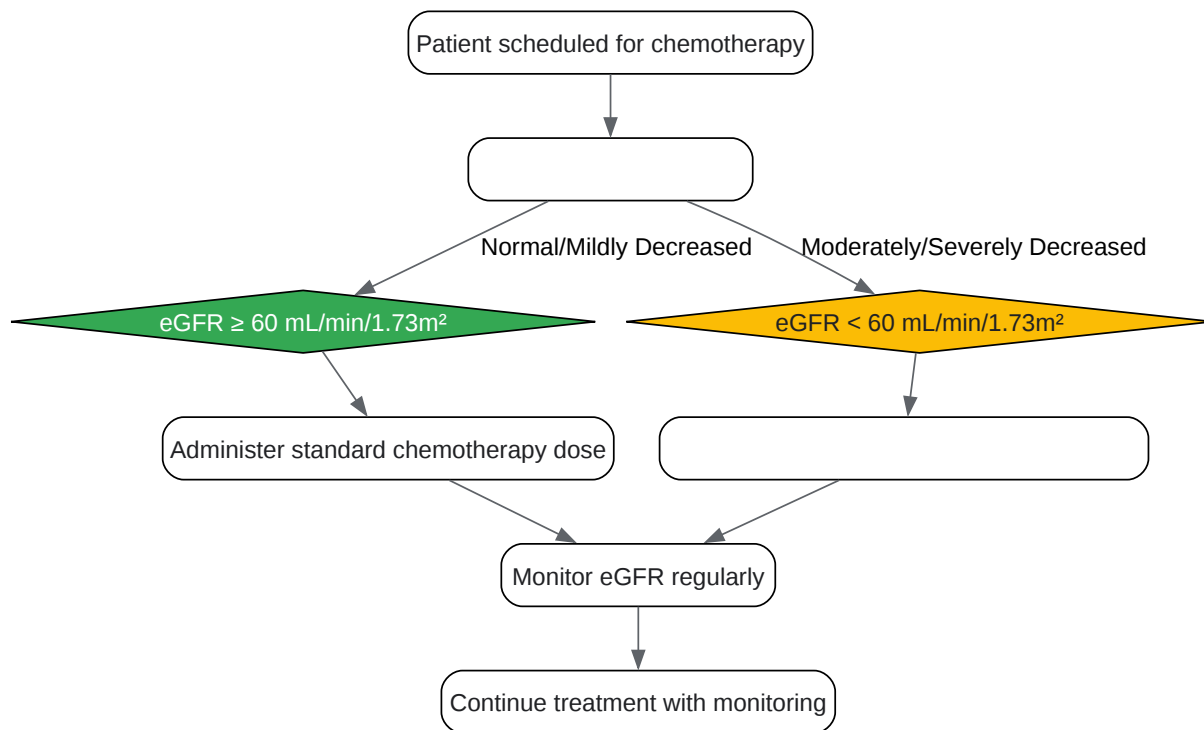 Patient scheduled for chemotherapy
Normal/Mildly Decreased
Moderately/Severely Decreased
eGFR ≥ 60 mL/min/1.73m²
eGFR < 60 mL/min/1.73m²
Administer standard chemotherapy dose
Monitor eGFR regularly
Continue treatment with monitoring